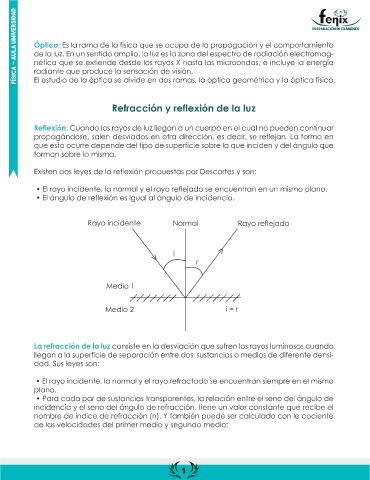 FÍSICA – AULA UNIVERSIDAD
fenix
PREPARACIÓN DE EXÁMENES
Óptica: Es la rama de la física que se ocupa de la propagación y el comportamiento
de la luz. En un sentido amplio, la luz es la zona del espectro de radiación electromag-
nética que se extiende desde los rayos X hasta las microondas, e incluye la energía
radiante que produce la sensación de visión.
El estudio de la óptica se divide en dos ramas, la óptica geométrica y la óptica física.
Refracción y reflexión de la luz
Reflexión: Cuando los rayos de luz llegan a un cuerpo en el cual no pueden continuar
propagándose, salen desviados en otra dirección, es decir, se reflejan. La forma en
que esto ocurre depende del tipo de superficie sobre la que inciden y del ángulo que
forman sobre la misma.
Existen dos leyes de la reflexión propuestas por Descartes y son:
• El rayo incidente, la normal y el rayo reflejado se encuentran en un mismo plano.
• El ángulo de reflexión es igual al ángulo de incidencia.
Rayo incidente Normal Rayo reflejado
i
r
Medio 1
Medio 2 i = r
La refracción de la luz consiste en la desviación que sufren los rayos luminosos cuando
llegan a la superficie de separación entre dos sustancias o medios de diferente densi-
dad. Sus leyes son:
• El rayo incidente, la normal y el rayo refractado se encuentran siempre en el mismo
plano.
• Para cada par de sustancias transparentes, la relación entre el seno del ángulo de
incidencia y el seno del ángulo de refracción, tiene un valor constante que recibe el
nombre de índice de refracción (n). Y también puede ser calculado con le cociente
de las velocidades del primer medio y segundo medio:
1